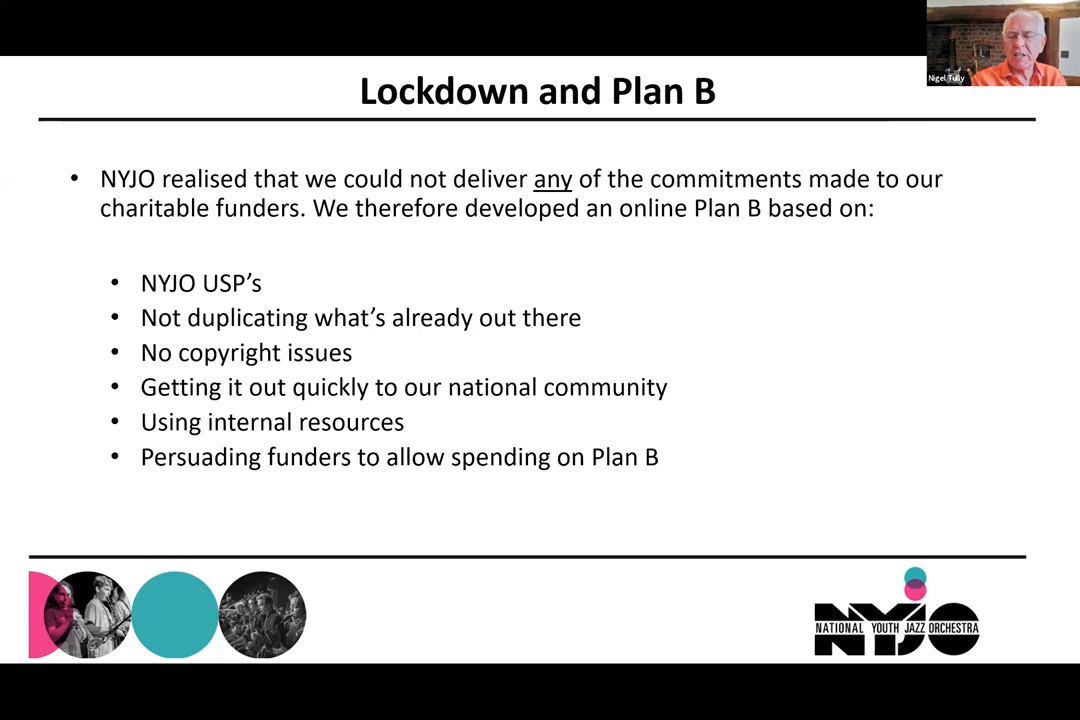 Nigel Tully
Lockdown and Plan B
• NYJO realised that we could not deliver any of the commitments made to our
charitable funders. We therefore developed an online Plan B based on:
• NYJO USP’s
• Not duplicating what’s already out there
• No copyright issues
• Getting it out quickly to our national community
• Using internal resources
• Persuading funders to allow spending on Plan B
NYJO
NATIONAL YOUTH JAZZ ORCHESTRA